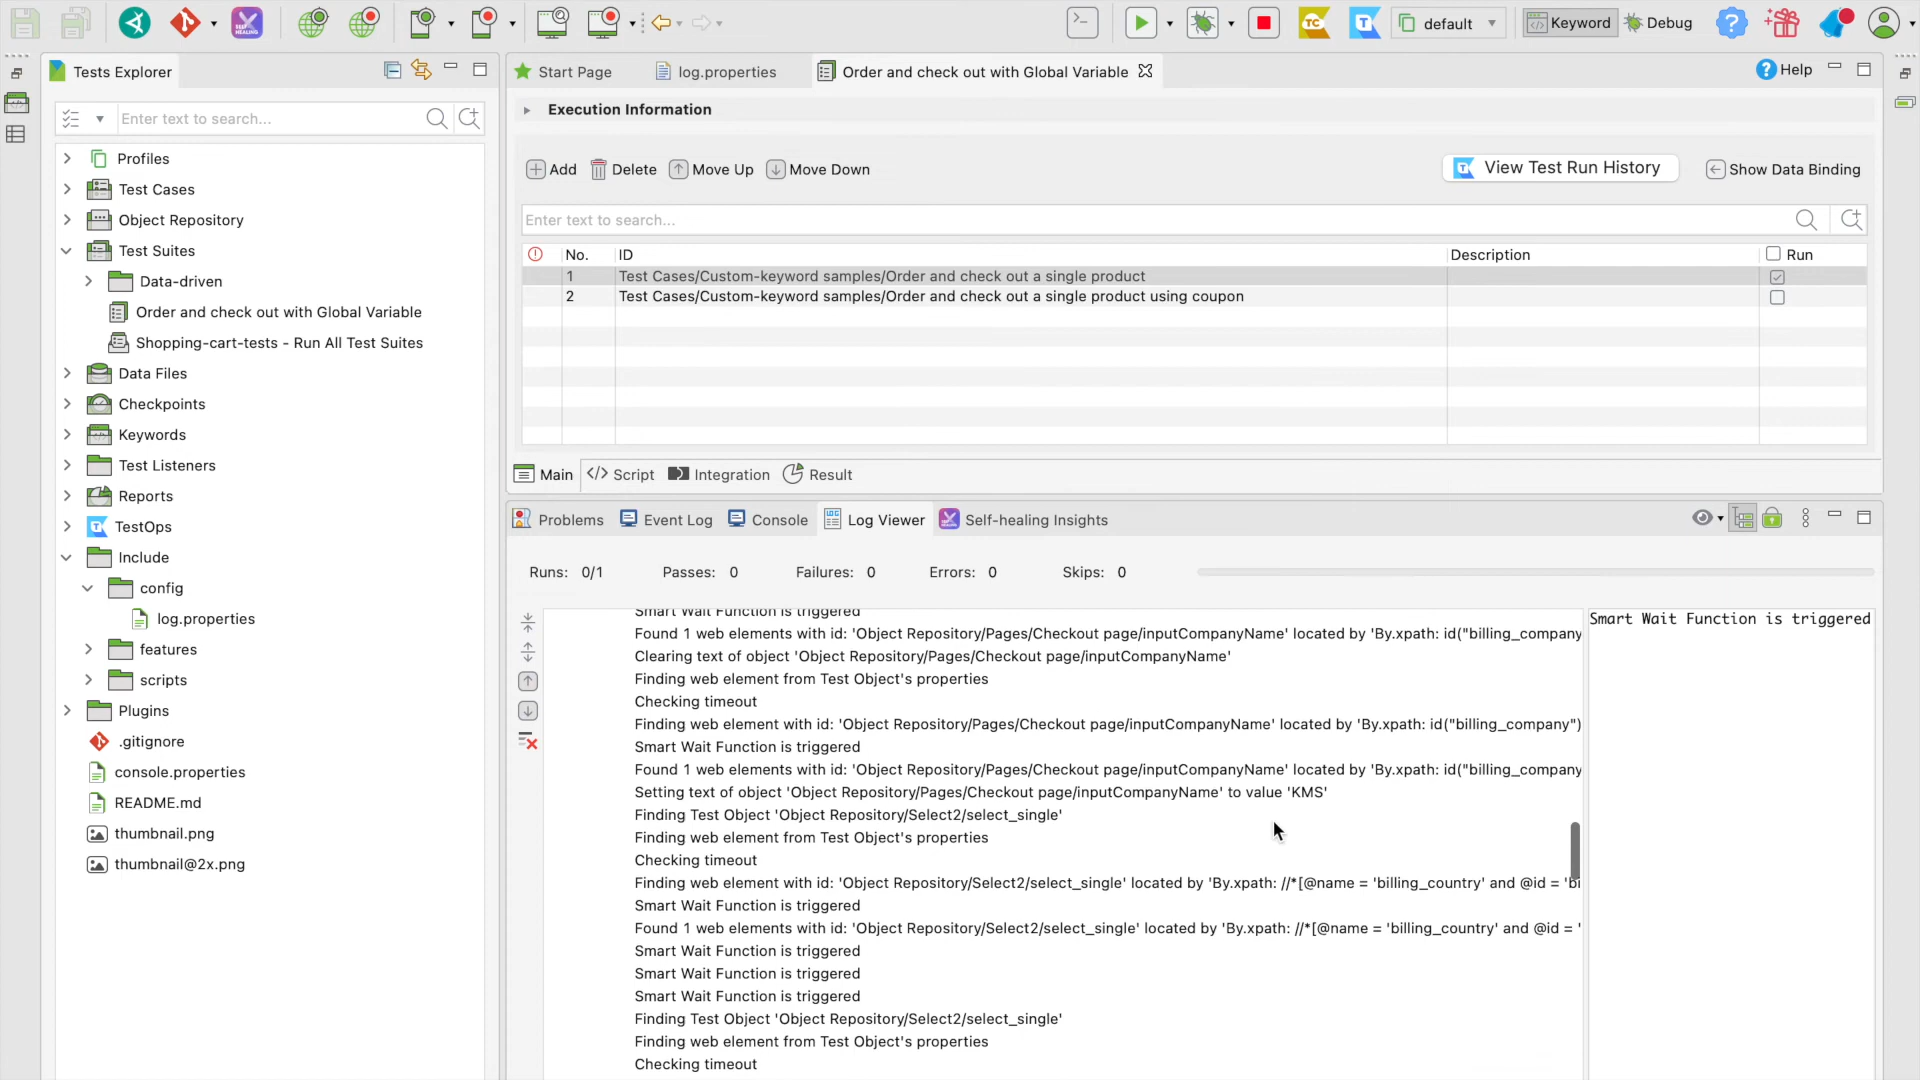 default
Keyword
Debug
Tests Explorer
Enter text to search...
Profiles
Test Cases
Object Repository
Test Suites
Data-driven
Order and check out with Global Variable
Shopping-cart-tests - Run All Test Suites
Data Files
Checkpoints
Keywords
Test Listeners
Reports
TestOps
Include
config
log.properties
features
scripts
Plugins
.gitignore
console.properties
README.md
thumbnail.png
thumbnail@2x.png
Start Page
log.properties
Order and check out with Global Variable
Help
Execution Information
Add
Delete
Move Up
Move Down
View Test Run History
Show Data Binding
Enter text to search...
No.
ID
Description
Run
1
Test Cases/Custom-keyword samples/Order and check out a single product
2
Test Cases/Custom-keyword samples/Order and check out a single product using coupon
Main
Script
Integration
Result
Problems
Event Log
Console
Log Viewer
Self-healing Insights
Runs: 0/1
Passes: 0
Failures: 0
Errors: 0
Skips: 0
Smart Wait Function is triggered
Found 1 web elements with id: 'Object Repository/Pages/Checkout page/inputCompanyName' located by 'By.xpath: id("billing_company
Clearing text of object 'Object Repository/Pages/Checkout page/inputCompanyName'
Finding web element from Test Object's properties
Checking timeout
Finding web element with id: 'Object Repository/Pages/Checkout page/inputCompanyName' located by 'By.xpath: id("billing_company")
Smart Wait Function is triggered
Found 1 web elements with id: 'Object Repository/Pages/Checkout page/inputCompanyName' located by 'By.xpath: id("billing_company
Setting text of object 'Object Repository/Pages/Checkout page/inputCompanyName' to value 'KMS'
Finding Test Object 'Object Repository/Select2/select_single'
Finding web element from Test Object's properties
Checking timeout
Finding web element with id: 'Object Repository/Select2/select_single' located by 'By.xpath: //*[@name = 'billing_country' and @id = 'bi
Smart Wait Function is triggered
Found 1 web elements with id: 'Object Repository/Select2/select_single' located by 'By.xpath: //*[@name = 'billing_country' and @id = '
Smart Wait Function is triggered
Smart Wait Function is triggered
Smart Wait Function is triggered
Finding Test Object 'Object Repository/Select2/select_single'
Finding web element from Test Object's properties
Checking timeout
Smart Wait Function is triggered